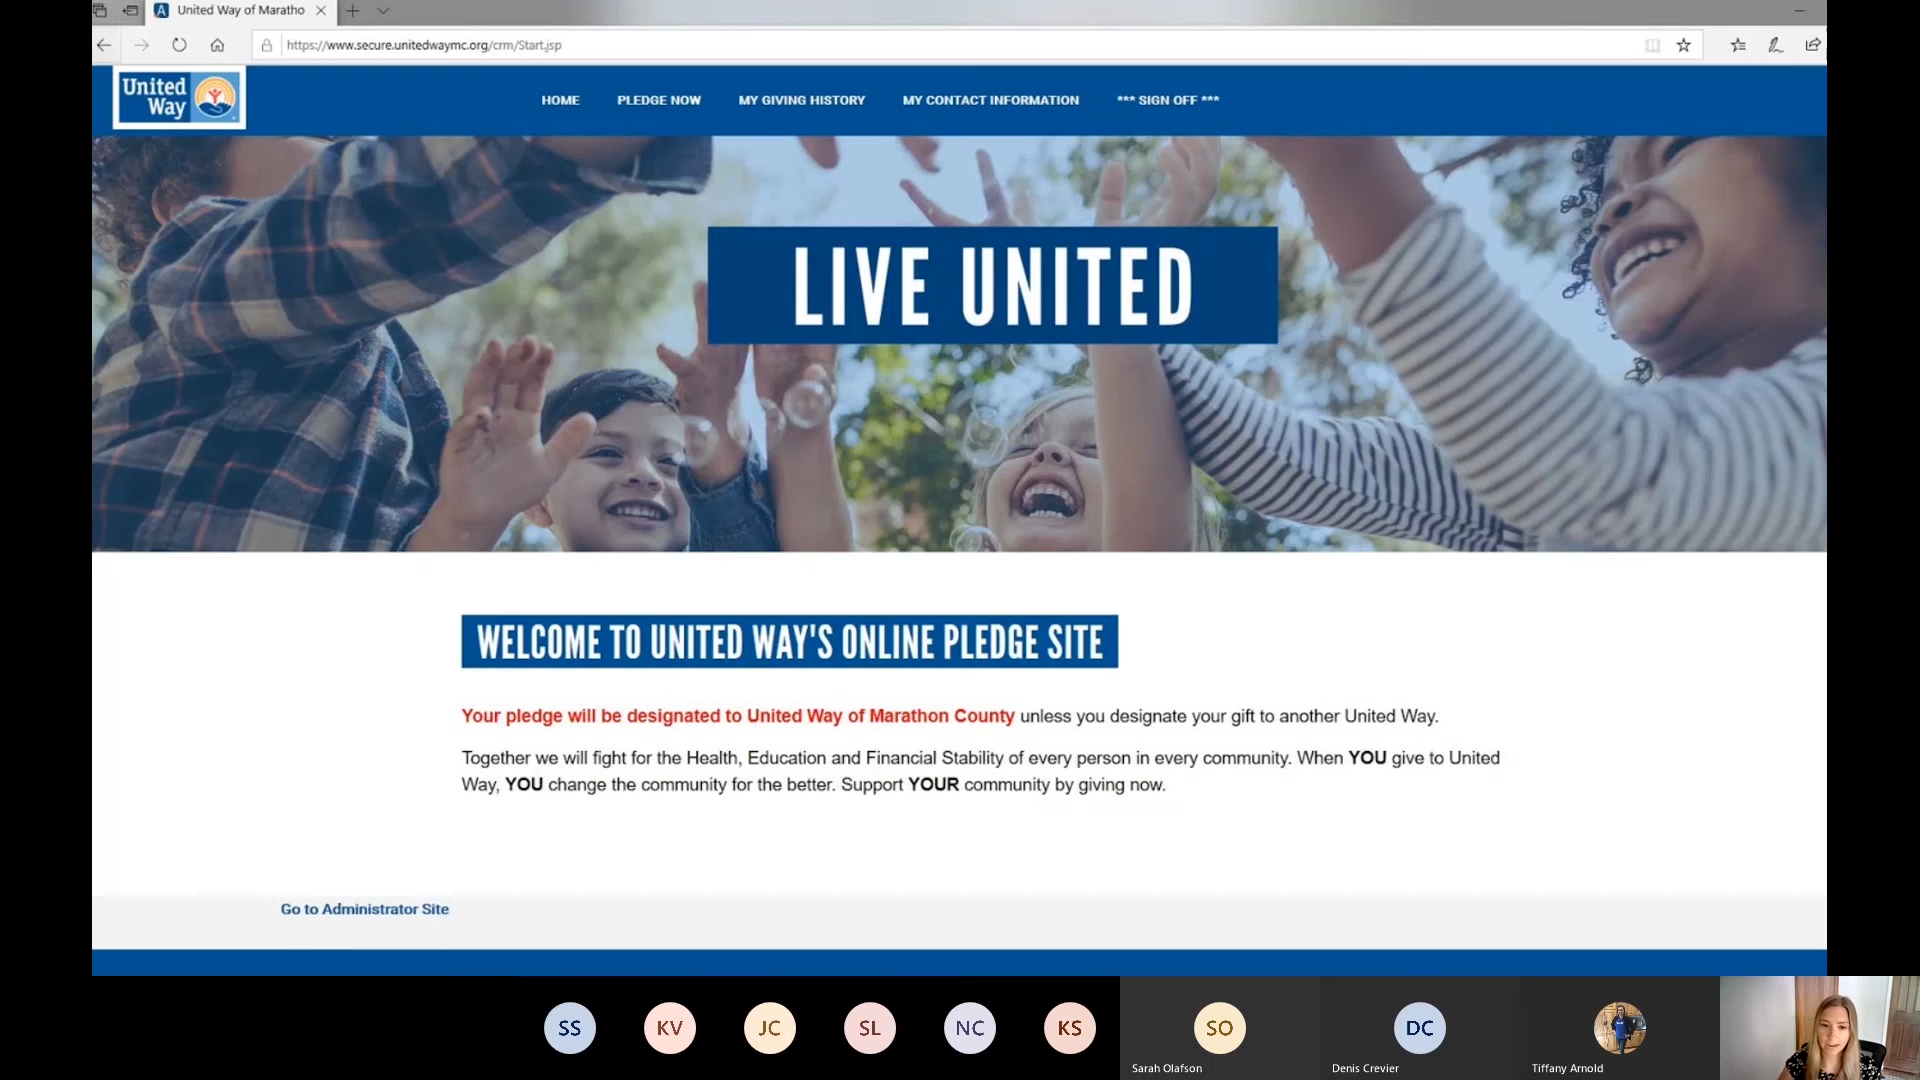 United Way of Maratho
https://www.secure.unitedwaymc.org/crm/Start.jsp
United
Way
HOME PLEDGE NOW MY GIVING HISTORY MY CONTACT INFORMATION *** SIGN OFF ***
LIVE UNITED
WELCOME TO UNITED WAY'S ONLINE PLEDGE SITE
Your pledge will be designated to United Way of Marathon County unless you designate your gift to another United Way.
Together we will fight for the Health, Education and Financial Stability of every person in every community. When YOU give to United
Way, YOU change the community for the better. Support YOUR community by giving now.
Go to Administrator Site
SS KV JC SL NC KS SO DC
Sarah Olafson Denis Crevier Tiffany Arnold